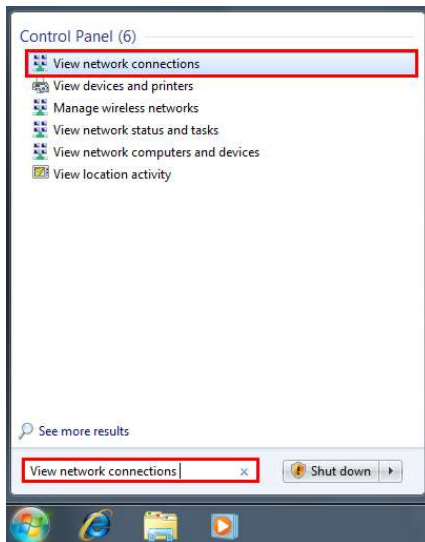 Control Panel (6)
View network connections
View devices and printers
Manage wireless networks
View network status and tasks
View network computers and devices
View location activity
See more results
View network connections
Shut down